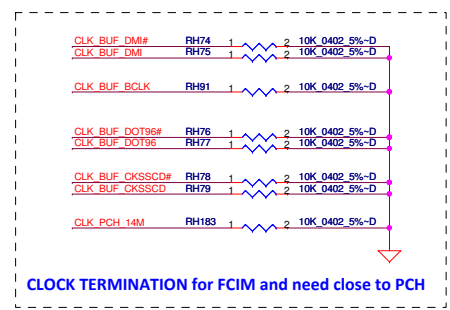 CLK_BUF_DMI# RH74 1 2 10K_0402_5%~D
CLK_BUF_DMI RH75 1 2 10K_0402_5%~D
CLK_BUF_BCLK RH91 1 2 10K_0402_5%~D
CLK_BUF_DOT96# RH76 1 2 10K_0402_5%~D
CLK_BUF_DOT96 RH77 1 2 10K_0402_5%~D
CLK_BUF_CKSSCD# RH78 1 2 10K_0402_5%~D
CLK_BUF_CKSSCD RH79 1 2 10K_0402_5%~D
CLK_PCH_14M RH183 1 2 10K_0402_5%~D
CLOCK TERMINATION for FCIM and need close to PCH